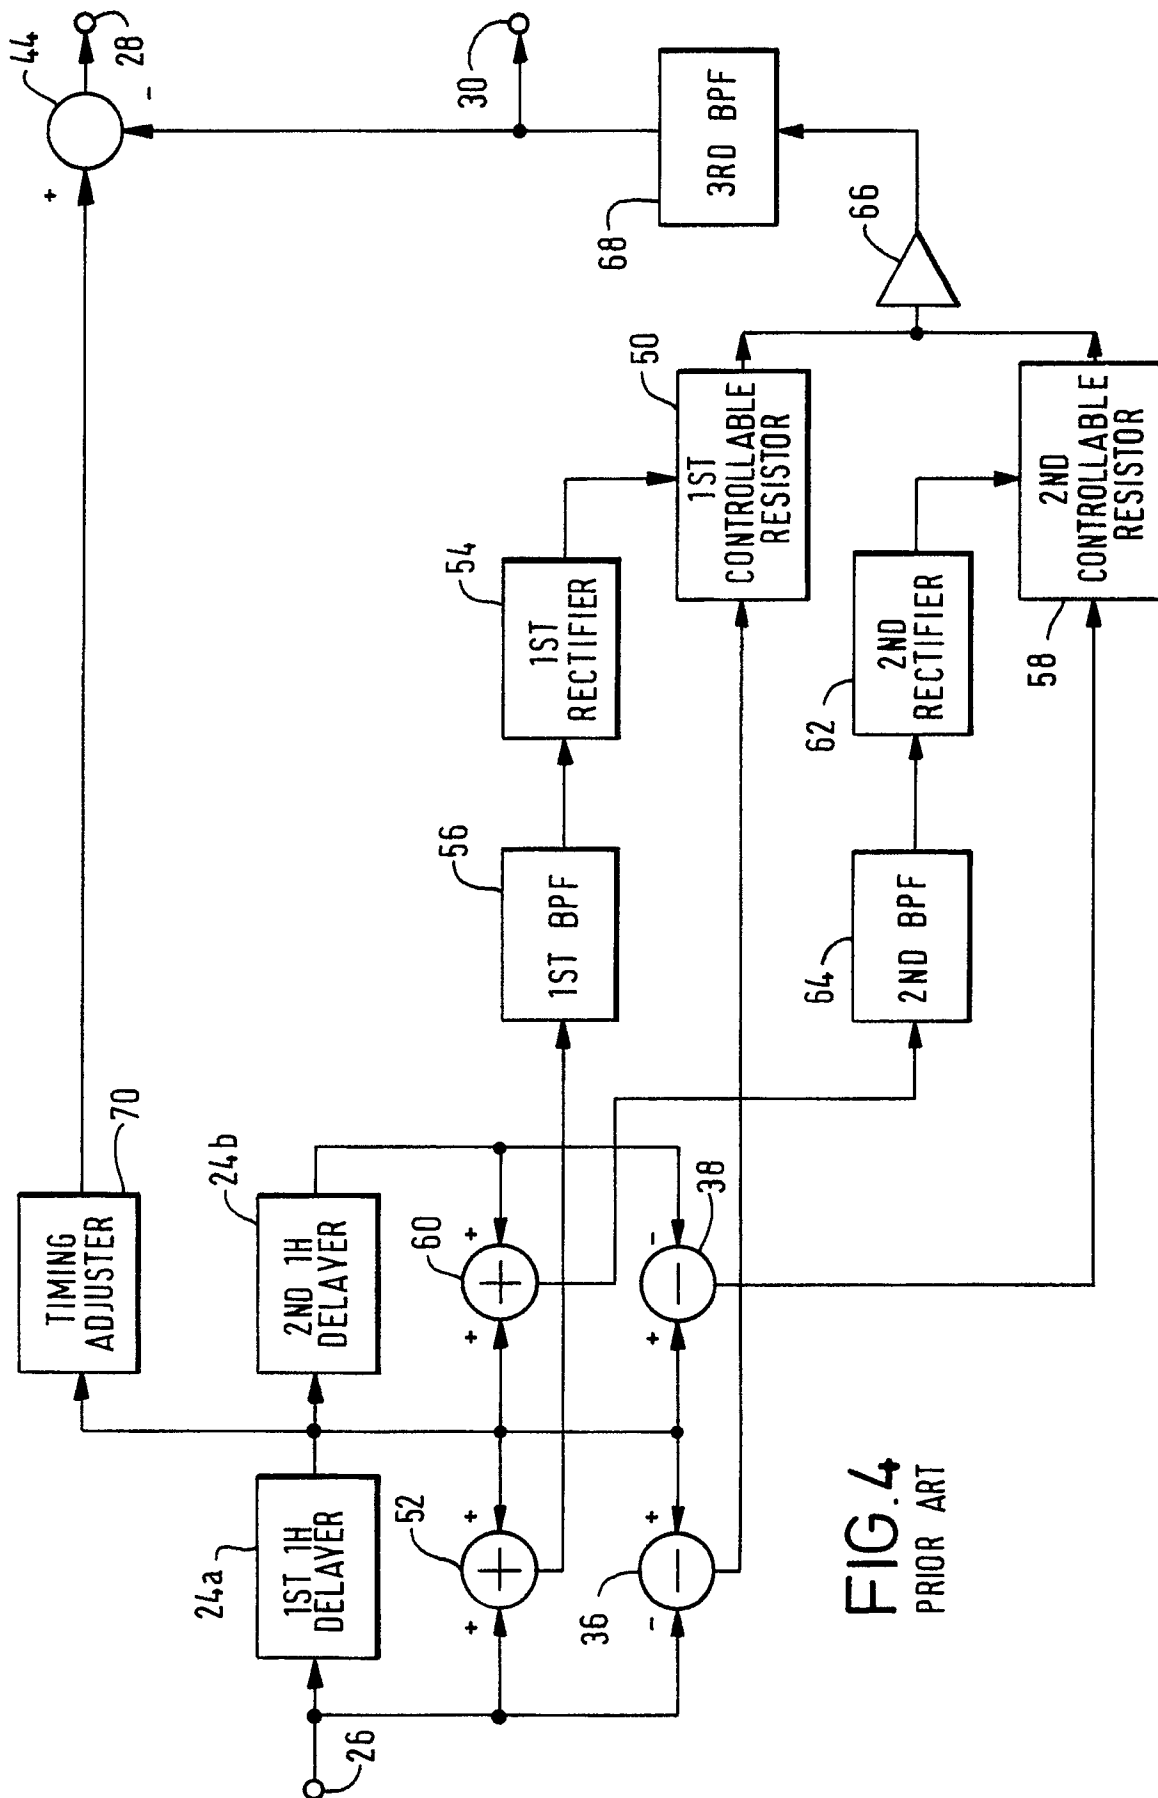 TIMING
ADJUSTER
70
+
44
28
-
24a
1ST 1H
DELAYER
2ND 1H
DELAYER
24b
26
30
52
+
+
60
+
+
1ST BPF
56
1ST
RECTIFIER
54
3RD BPF
68
36
-
+
+
-
38
1ST
CONTROLLABLE
RESISTOR
50
66
64
2ND BPF
62
2ND
RECTIFIER
2ND
CONTROLLABLE
RESISTOR
58
FIG.4
PRIOR ART